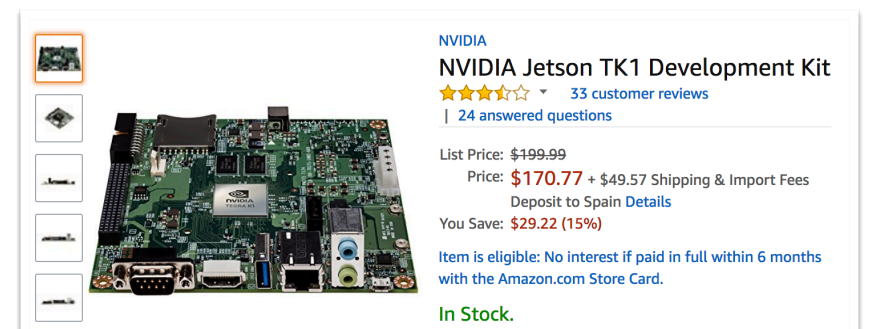 NVIDIA
NVIDIA Jetson TK1 Development Kit
33 customer reviews
| 24 answered questions
List Price: $199.99
Price: $170.77 + $49.57 Shipping & Import Fees
Deposit to Spain Details
You Save: $29.22 (15%)
Item is eligible: No interest if paid in full within 6 months
with the Amazon.com Store Card.
In Stock.
NVIDIA
TEGRA K1